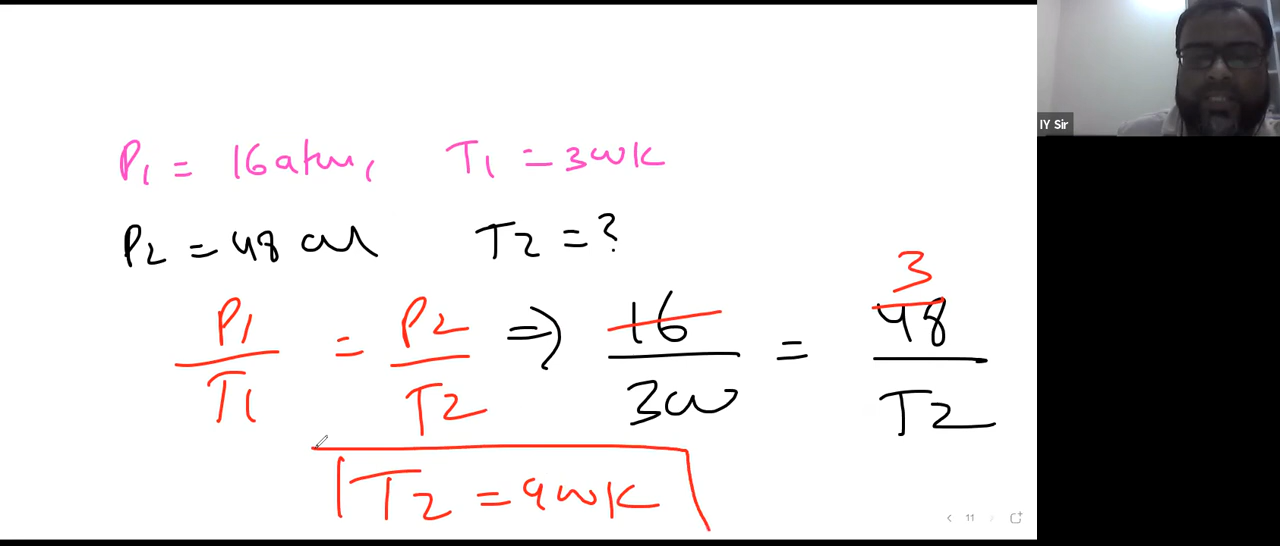 P1 = 16 atm, T1 = 300K
P2 = 48 atm T2 = ?
P1/T1 = P2/T2 => 16/300 = 48/T2
3
T2 = 900K
IY Sir
11